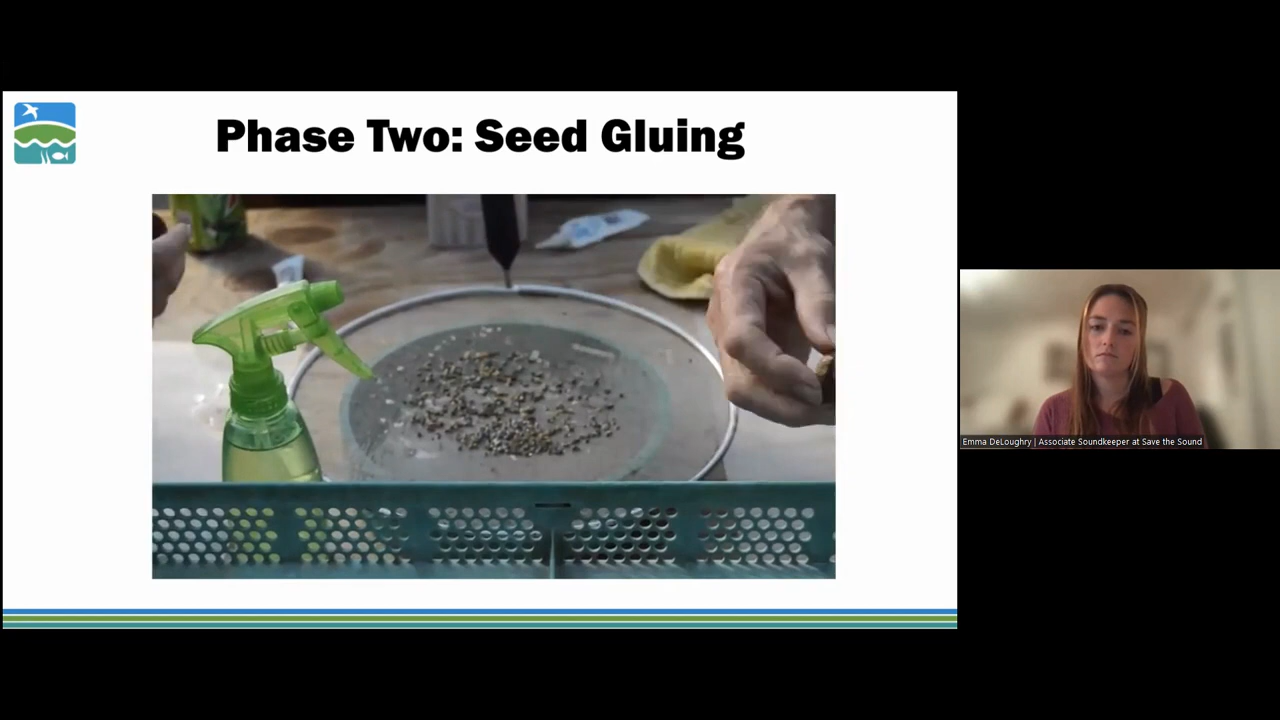 Phase Two: Seed Gluing
Emma DeLoughry | Associate Soundkeeper at Save the Sound